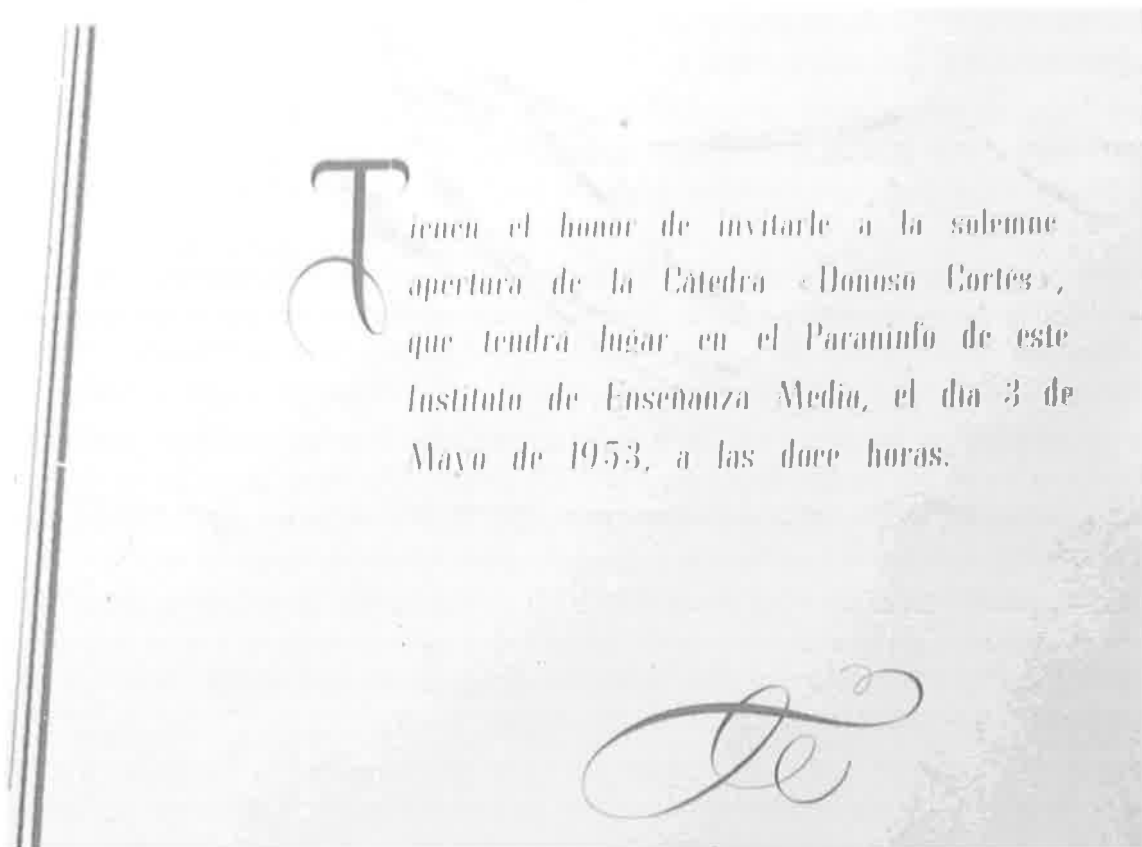 Tienen el honor de invitarle a la solemne
apertura de la Cátedra «Donoso Cortés»,
que tendrá lugar en el Paraninfo de este
Instituto de Enseñanza Media, el día 3 de
Mayo de 1953, a las doce horas.